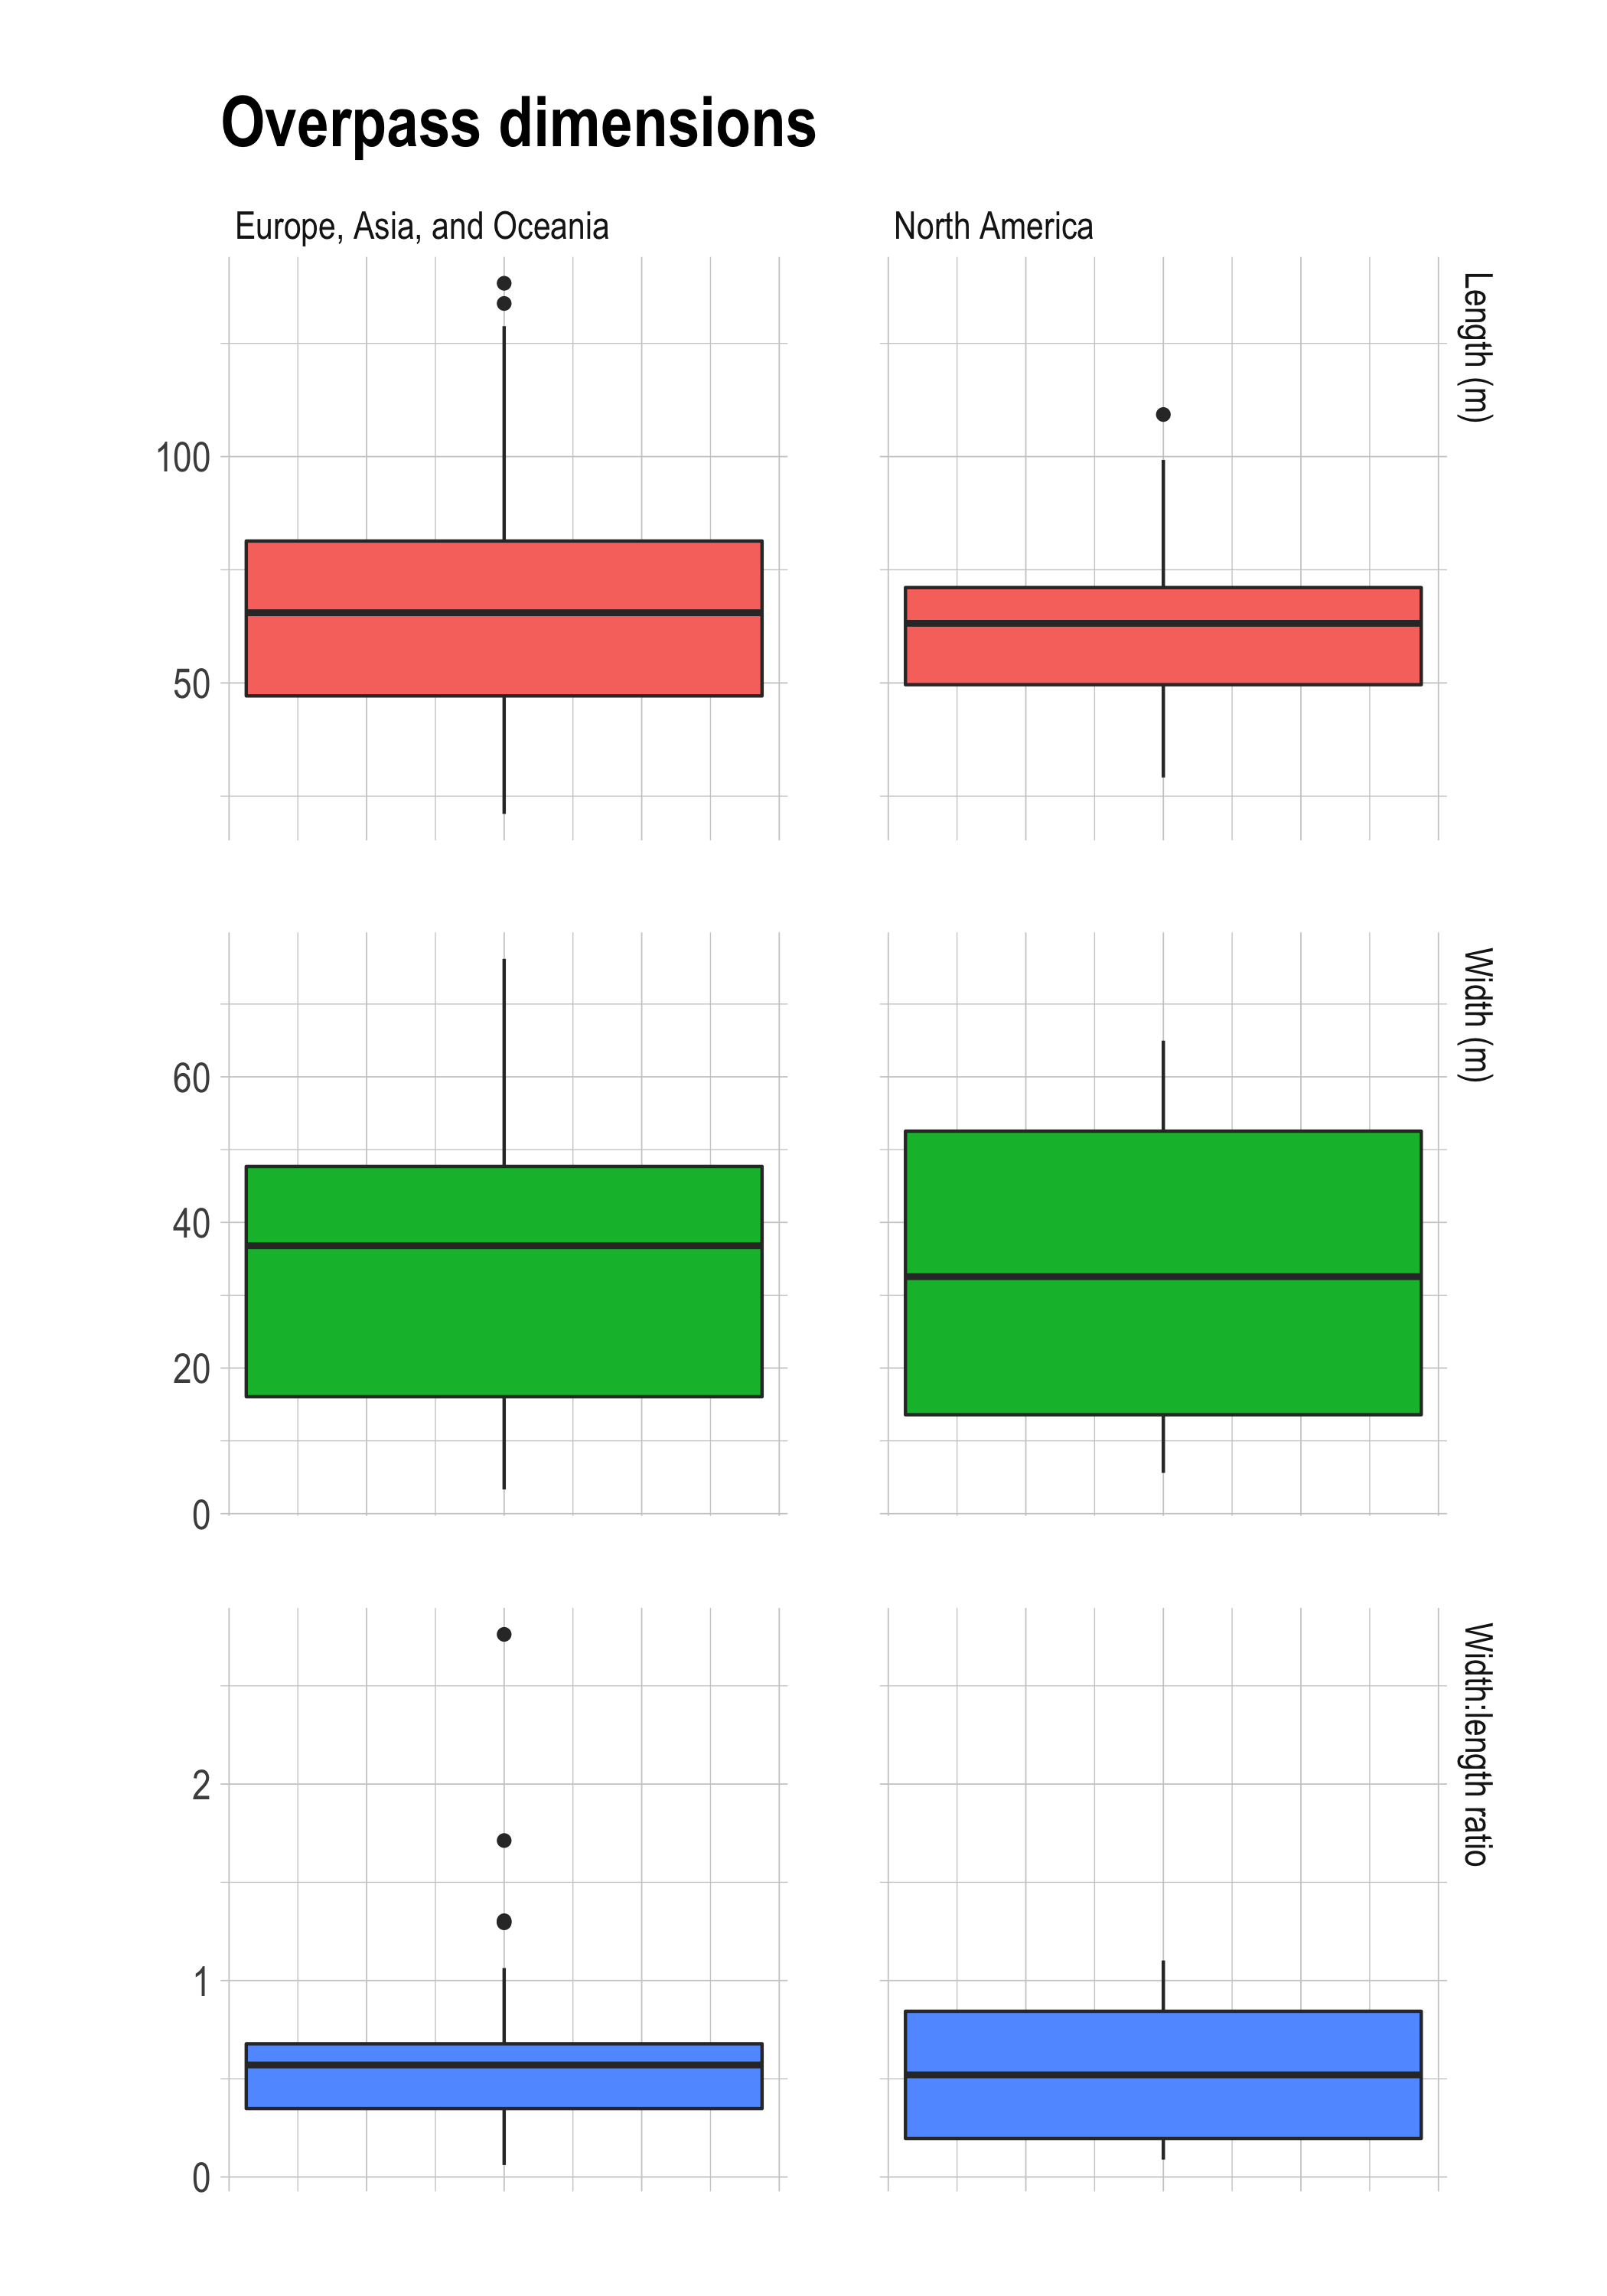 Overpass dimensions
Europe, Asia, and Oceania
North America
Length (m)
100
50
Width (m)
60
40
20
0
Width:length ratio
2
1
0